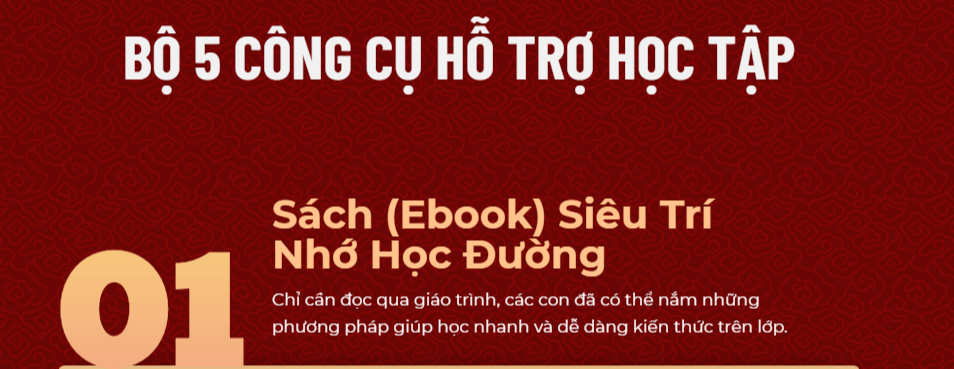 BỘ 5 CÔNG CỤ HỖ TRỢ HỌC TẬP
Sách (Ebook) Siêu Trí
Nhớ Học Đường
01
Chỉ cần đọc qua giáo trình, các con đã có thể nắm những
phương pháp giúp học nhanh và dễ dàng kiến thức trên lớp.